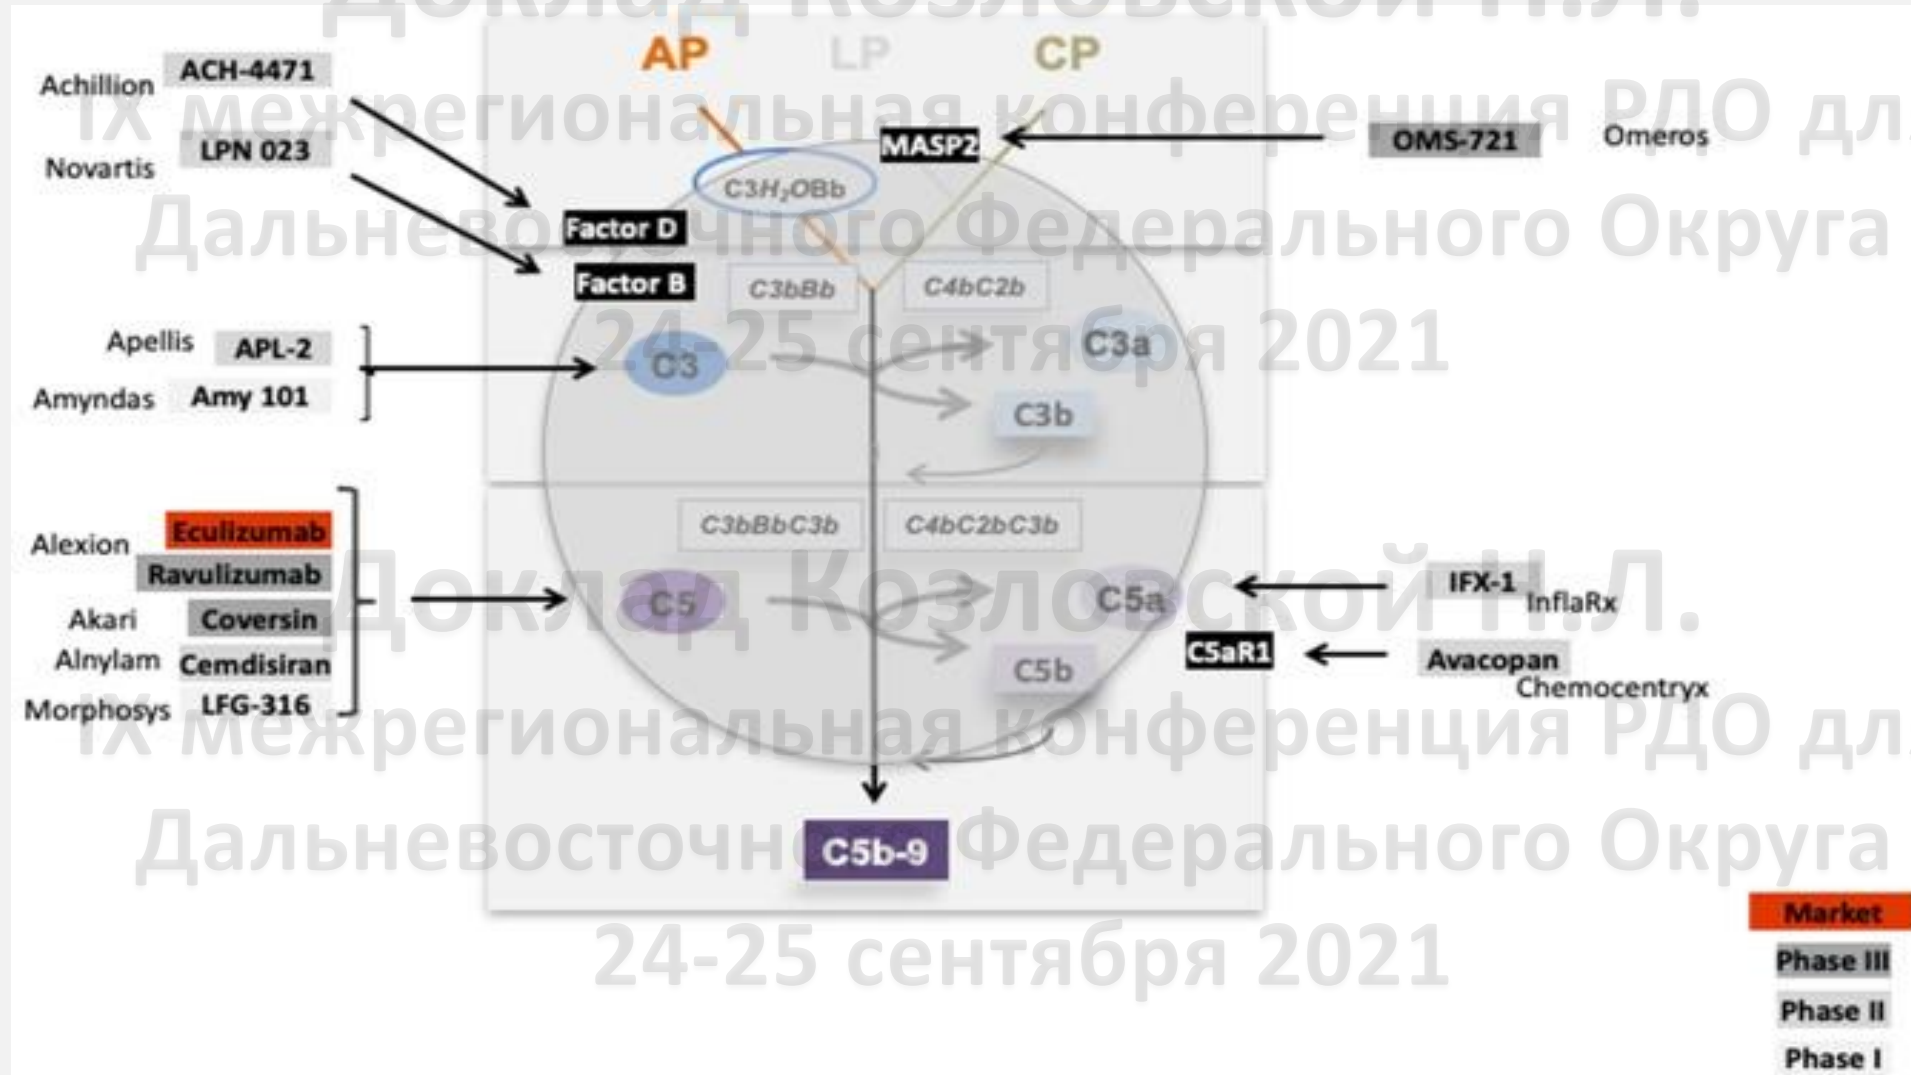 Доклад Козловской Н.Л.
AP LP CP
ACH-4471
Achillion
IX межрегиональная конференция РДО дл
MASP2
OMS-721 Omeros
LPN 023
Novartis
C3H₂OBb
Дальневосточного Федерального Округа
Factor D
Factor B
C3bBb C4bC2b
24-25 сентября 2021
Apellis APL-2
C3 C3a
Amyndas Amy 101
C3b
Eculizumab
Alexion
C3bBbC3b C4bC2bC3b
Ravulizumab
Доклад Козловской Н.Л.
IFX-1
InflaRx
C5 C5a
Akari Coversin
Alnylam Cemdisiran
C5aR1
Avacopan
Chemocentryx
C5b
Morphosys LFG-316
IX межрегиональная конференция РДО дл
Дальневосточного Федерального Округа
C5b-9
24-25 сентября 2021
Market
Phase III
Phase II
Phase I